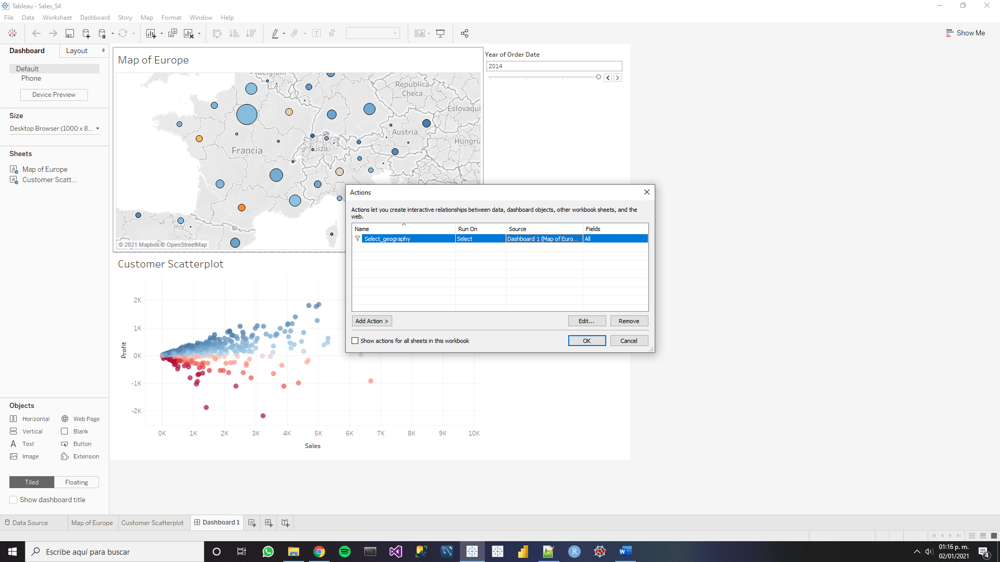 Tableau - Sales_S4
File Data Worksheet Dashboard Story Map Format Window Help
Show Me
Dashboard Layout
Default
Phone
Device Preview
Size
Desktop Browser (1000 x 8...
Sheets
Map of Europe
Customer Scatt...
Objects
Horizontal Web Page
Vertical Blank
Text Button
Image Extension
Tiled Floating
Show dashboard title
Map of Europe
República
Checa
Eslovaqui
Austria
Hungría
Francia
Suiza
© 2021 Mapbox © OpenStreetMap
Year of Order Date
2014
Customer Scatterplot
Profit
2K
1K
0K
-1K
-2K
0K 1K 2K 3K 4K 5K 6K 7K 8K 9K 10K
Sales
Actions
Actions let you create interactive relationships between data, dashboard objects, other workbook sheets, and the
web.
Name Run On Source Fields
Select_geography Select Dashboard 1 (Map of Euro... All
Add Action > Edit... Remove
Show actions for all sheets in this workbook OK Cancel
Data Source Map of Europe Customer Scatterplot Dashboard 1
Escribe aquí para buscar
01:16 p. m.
02/01/2021
4